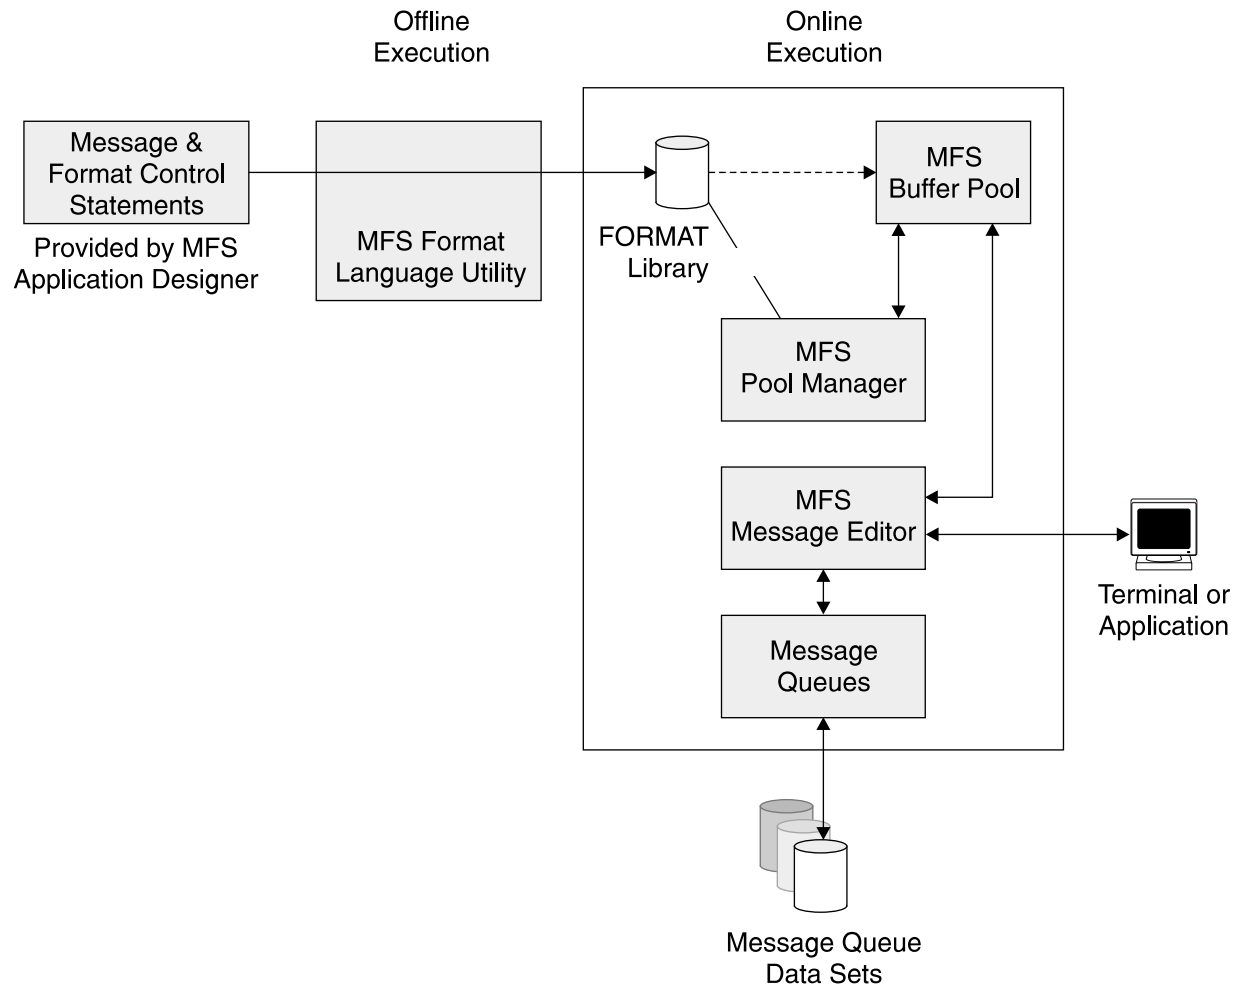 Offline
Execution
Online
Execution
Message &
Format Control
Statements
Provided by MFS
Application Designer
MFS Format
Language Utility
FORMAT
Library
MFS
Buffer Pool
MFS
Pool Manager
MFS
Message Editor
Message
Queues
Terminal or
Application
Message Queue
Data Sets